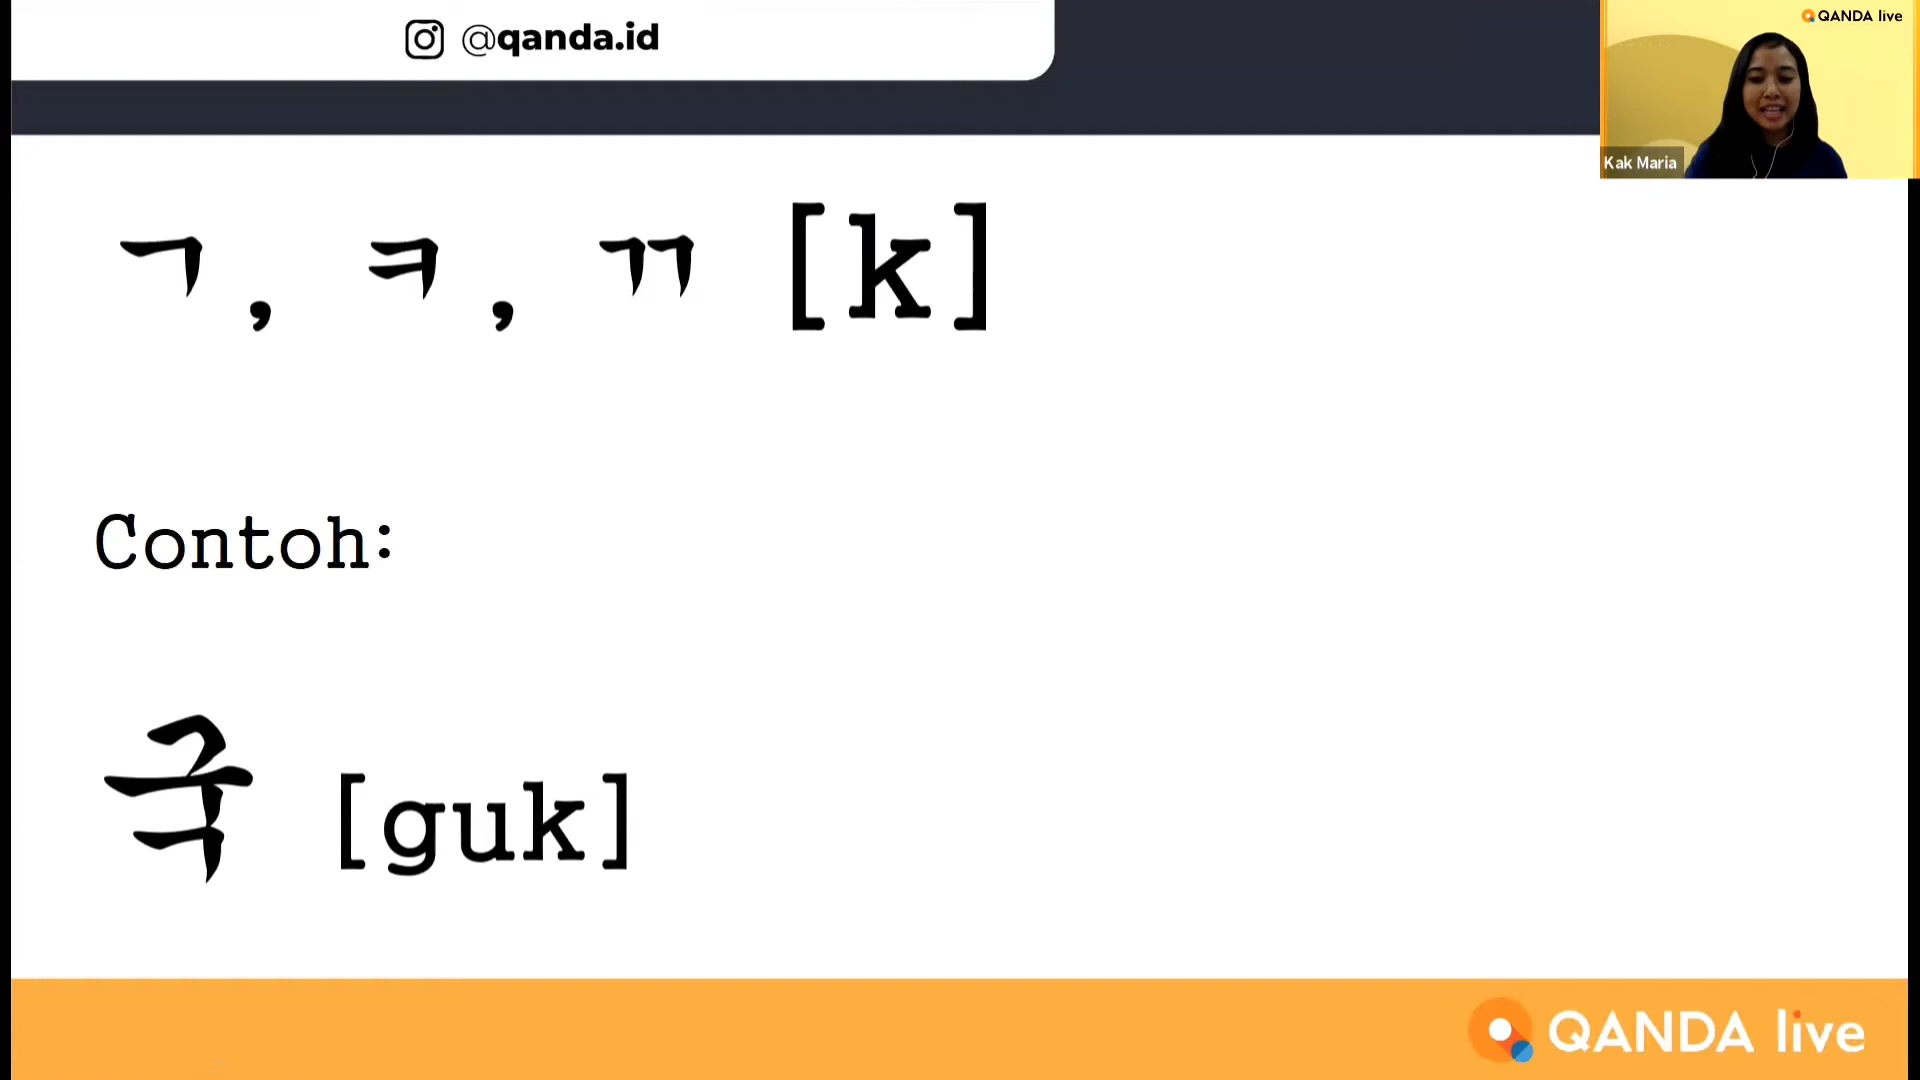 @qanda.id
QANDA live
Kak Maria
ㄱ, ㅋ, ㄲ [k]
Contoh:
국 [guk]
QANDA live